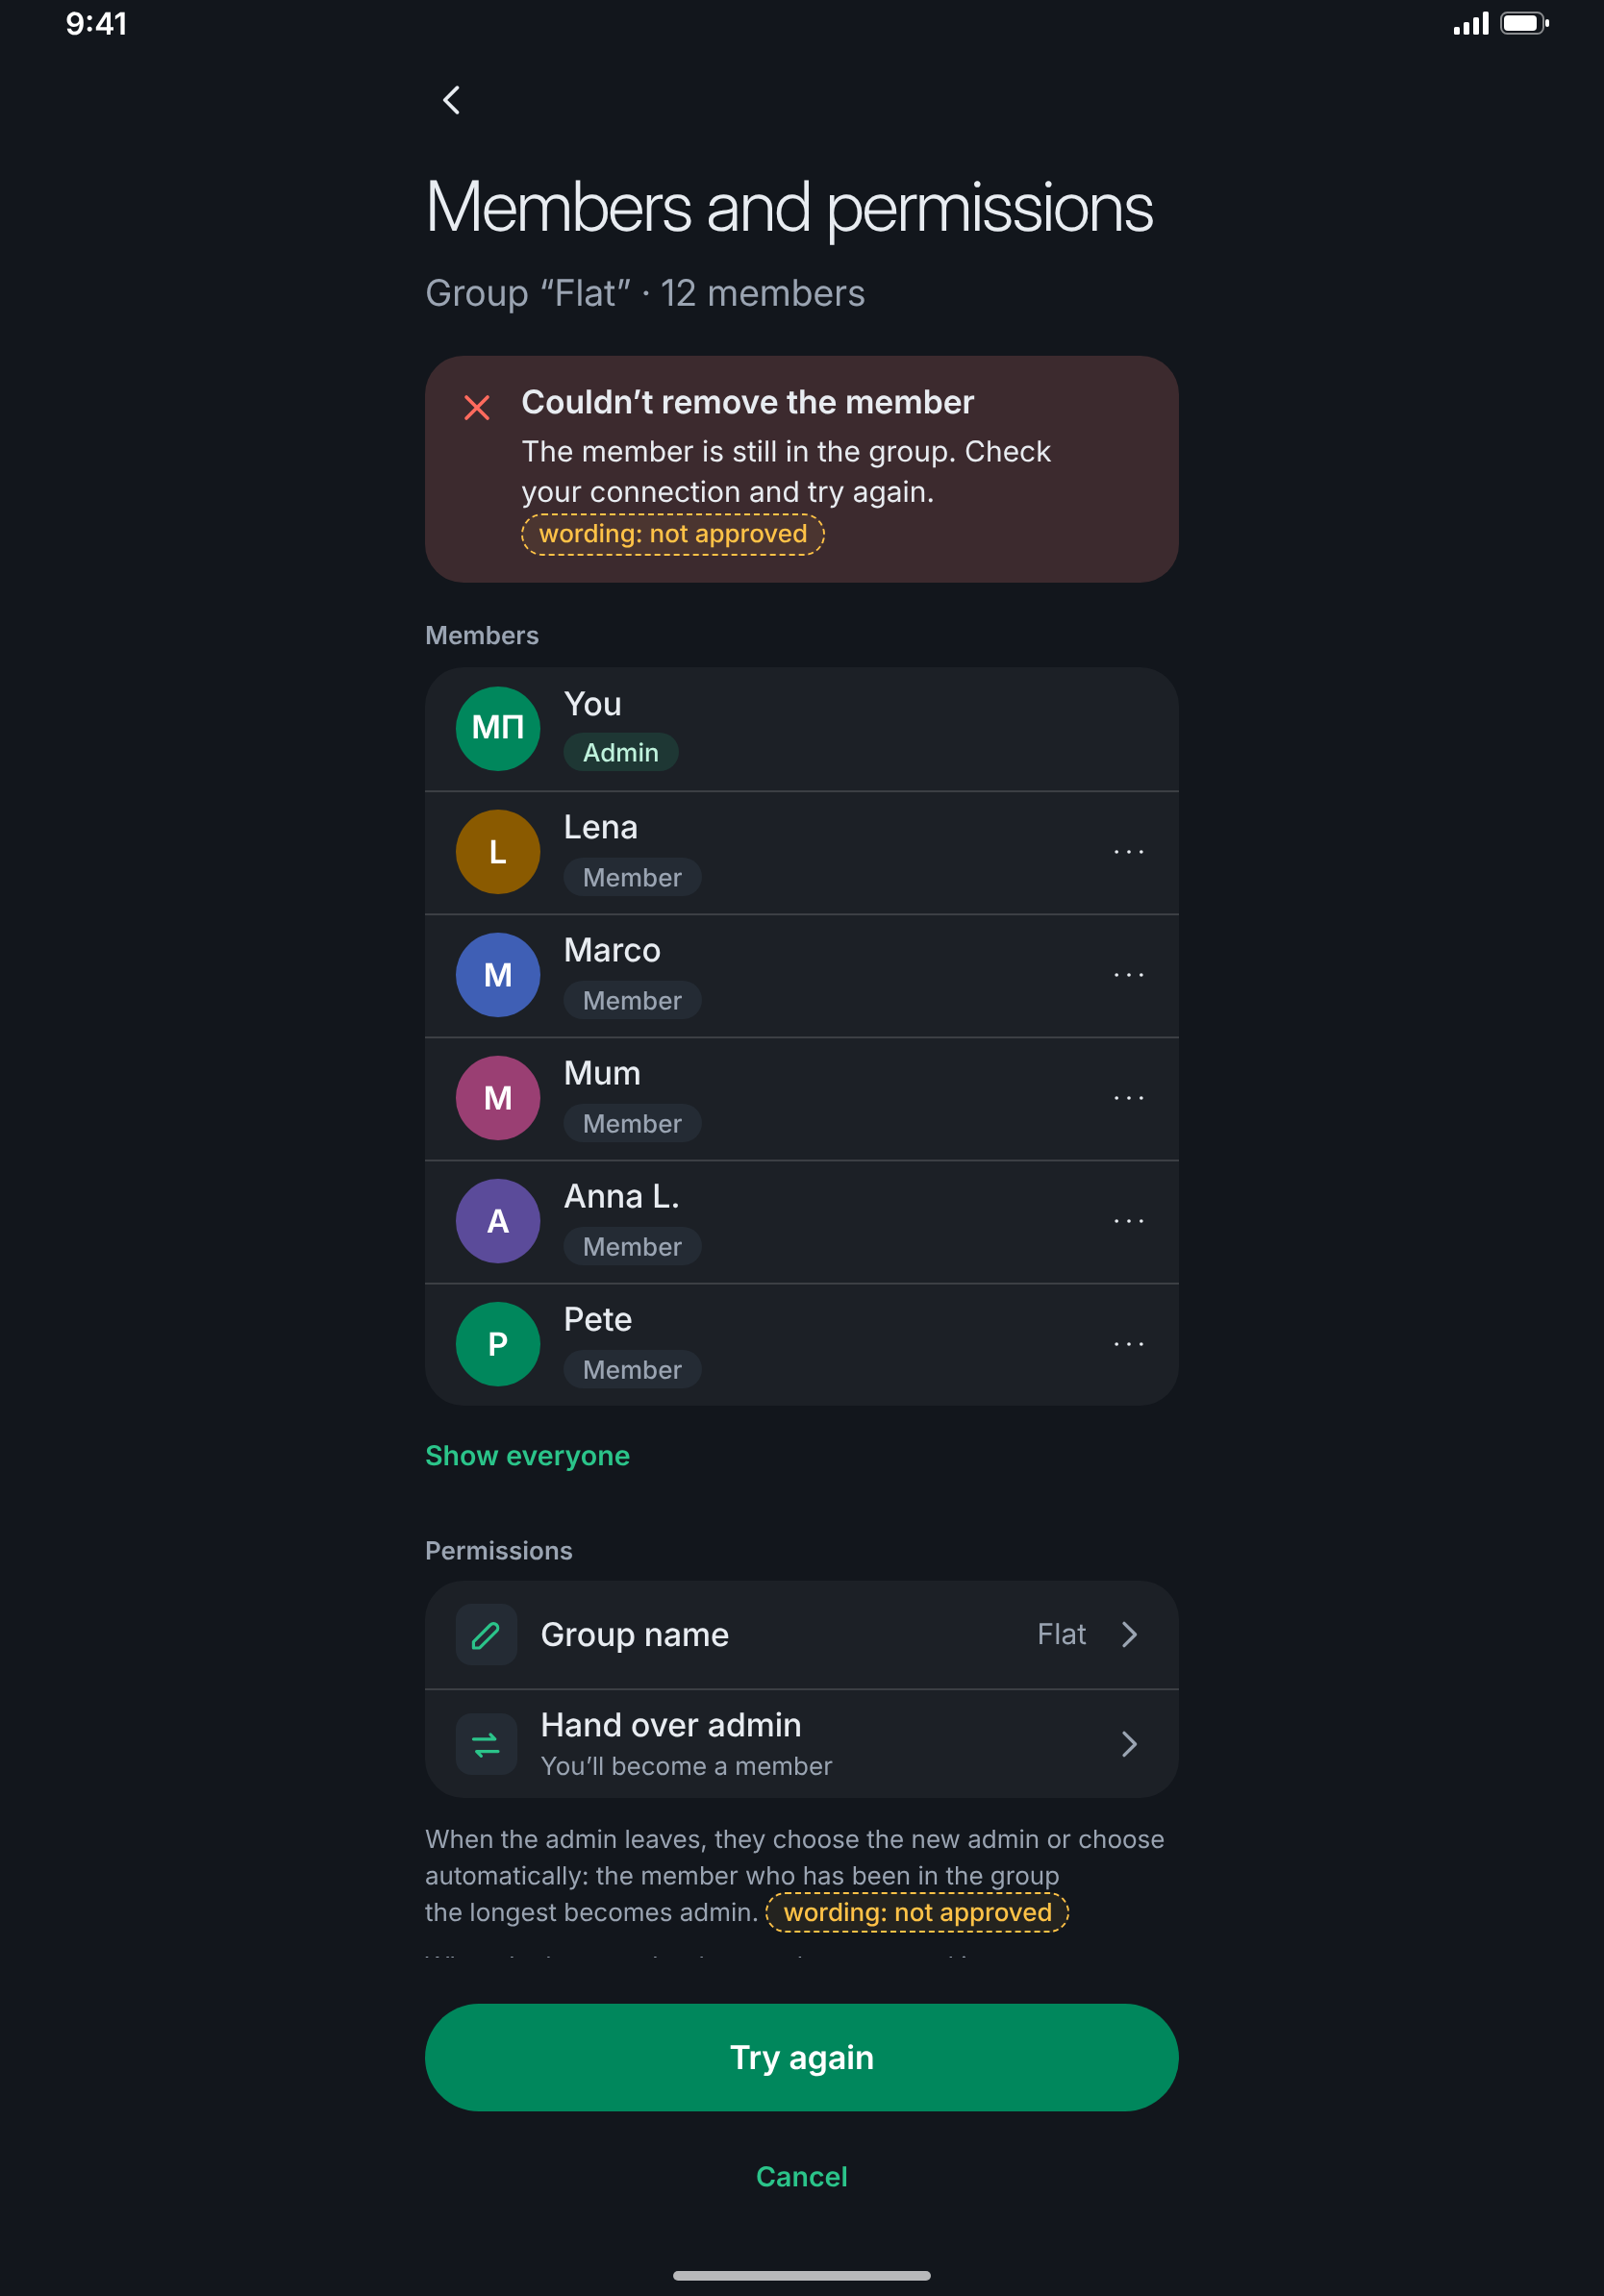 9:41
Members and permissions
Group “Flat” · 12 members
Couldn’t remove the member
The member is still in the group. Check
your connection and try again.
wording: not approved
Members
МП
You
Admin
L
Lena
Member
M
Marco
Member
M
Mum
Member
A
Anna L.
Member
P
Pete
Member
Show everyone
Permissions
Group name
Flat
Hand over admin
You’ll become a member
When the admin leaves, they choose the new admin or choose
automatically: the member who has been in the group
the longest becomes admin. wording: not approved
Try again
Cancel